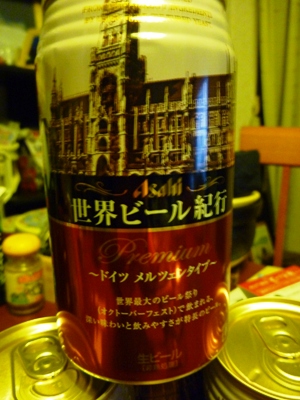 Asahi
世界ビール紀行
Premium
～ドイツ メルツェンタイプ～
世界最大のビール祭り
(オクトーバーフェスト)で飲まれる、
深い味わいと飲みやすさが特長のビール。
生ビール